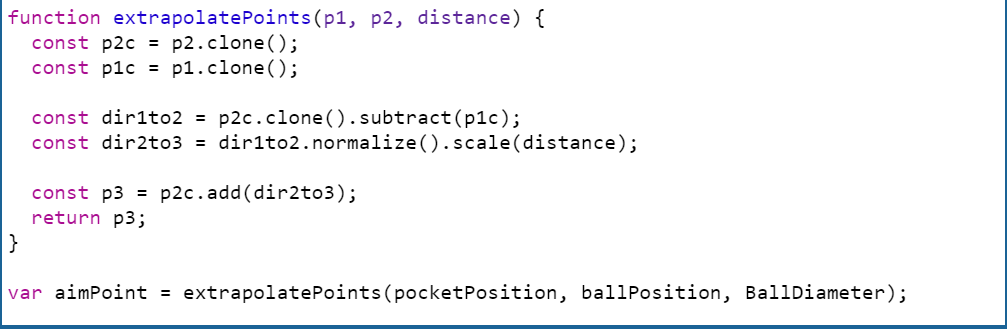 function extrapolatePoints(p1, p2, distance) {
  const p2c = p2.clone();
  const p1c = p1.clone();

  const dir1to2 = p2c.clone().subtract(p1c);
  const dir2to3 = dir1to2.normalize().scale(distance);

  const p3 = p2c.add(dir2to3);
  return p3;
}

var aimPoint = extrapolatePoints(pocketPosition, ballPosition, BallDiameter);